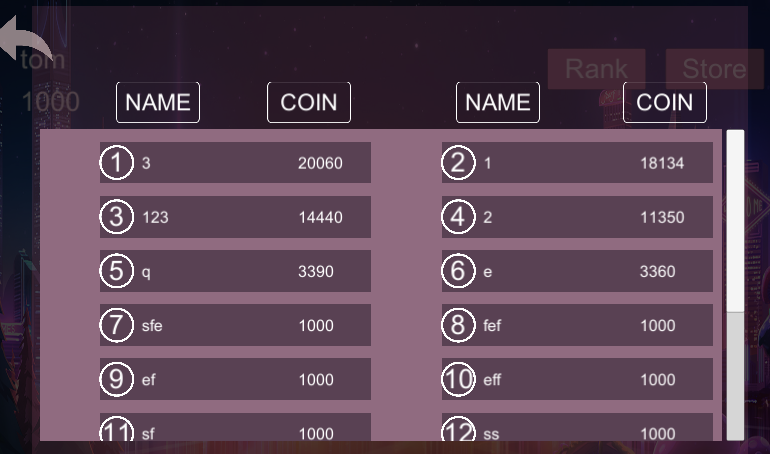 tom
Rank Store
1000
NAME COIN NAME COIN
1 3 20060 2 1 18134
3 123 14440 4 2 11350
5 q 3390 6 e 3360
7 sfe 1000 8 fef 1000
9 ef 1000 10 eff 1000
11 sf 1000 12 ss 1000